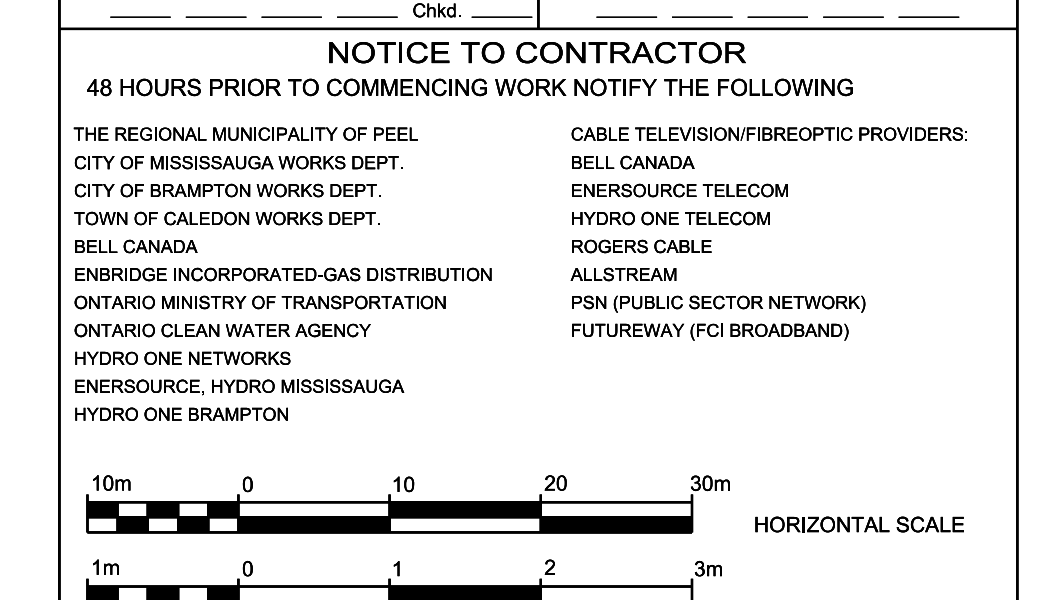 Chkd.
NOTICE TO CONTRACTOR
48 HOURS PRIOR TO COMMENCING WORK NOTIFY THE FOLLOWING
THE REGIONAL MUNICIPALITY OF PEEL
CITY OF MISSISSAUGA WORKS DEPT.
CITY OF BRAMPTON WORKS DEPT.
TOWN OF CALEDON WORKS DEPT.
BELL CANADA
ENBRIDGE INCORPORATED-GAS DISTRIBUTION
ONTARIO MINISTRY OF TRANSPORTATION
ONTARIO CLEAN WATER AGENCY
HYDRO ONE NETWORKS
ENERSOURCE, HYDRO MISSISSAUGA
HYDRO ONE BRAMPTON
CABLE TELEVISION/FIBREOPTIC PROVIDERS:
BELL CANADA
ENERSOURCE TELECOM
HYDRO ONE TELECOM
ROGERS CABLE
ALLSTREAM
PSN (PUBLIC SECTOR NETWORK)
FUTUREWAY (FCI BROADBAND)
10m 0 10 20 30m
HORIZONTAL SCALE
1m 0 1 2 3m